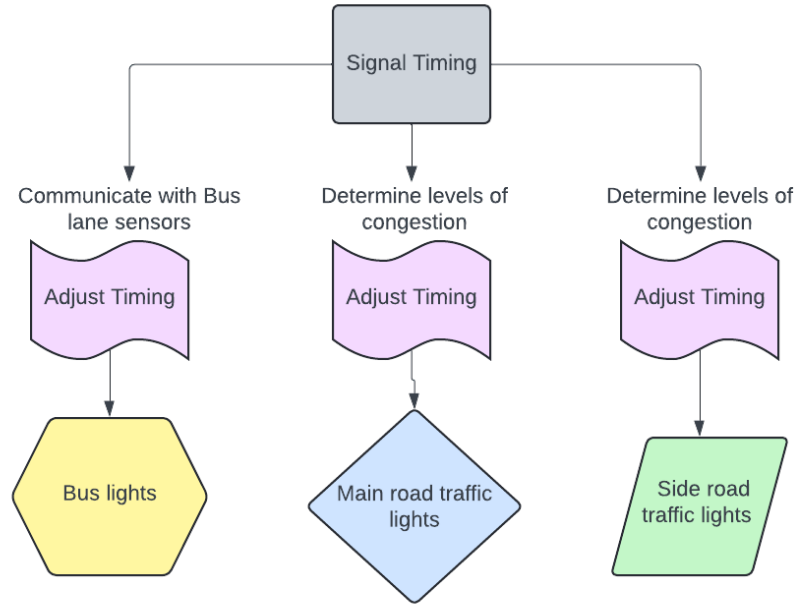 Signal Timing
Communicate with Bus
lane sensors
Determine levels of
congestion
Determine levels of
congestion
Adjust Timing
Adjust Timing
Adjust Timing
Bus lights
Main road traffic
lights
Side road
traffic lights